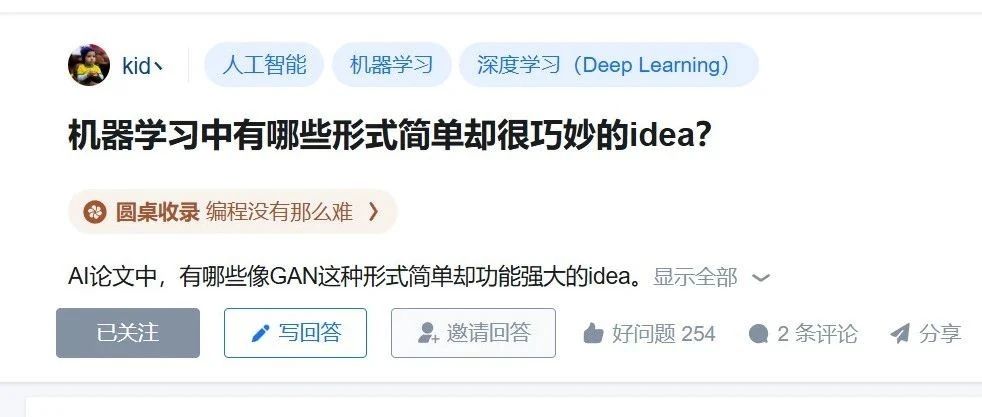 kid丶 人工智能 机器学习 深度学习（Deep Learning）
机器学习中有哪些形式简单却很巧妙的idea？
圆桌收录 编程没有那么难
AI论文中，有哪些像GAN这种形式简单却功能强大的idea。显示全部
已关注 写回答 邀请回答 好问题 254 2 条评论 分享